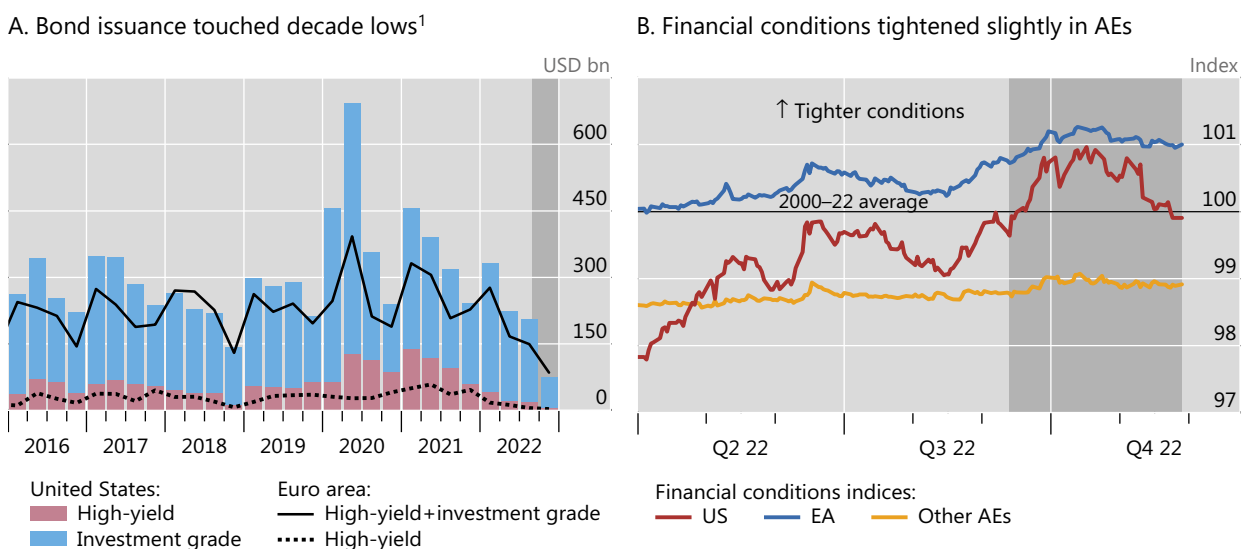 A. Bond issuance touched decade lows¹
USD bn
600
450
300
150
0
2016 2017 2018 2019 2020 2021 2022
United States:
High-yield
Investment grade
Euro area:
High-yield+investment grade
High-yield
B. Financial conditions tightened slightly in AEs
Index
↑ Tighter conditions
2000–22 average
101
100
99
98
97
Q2 22 Q3 22 Q4 22
Financial conditions indices:
US EA Other AEs